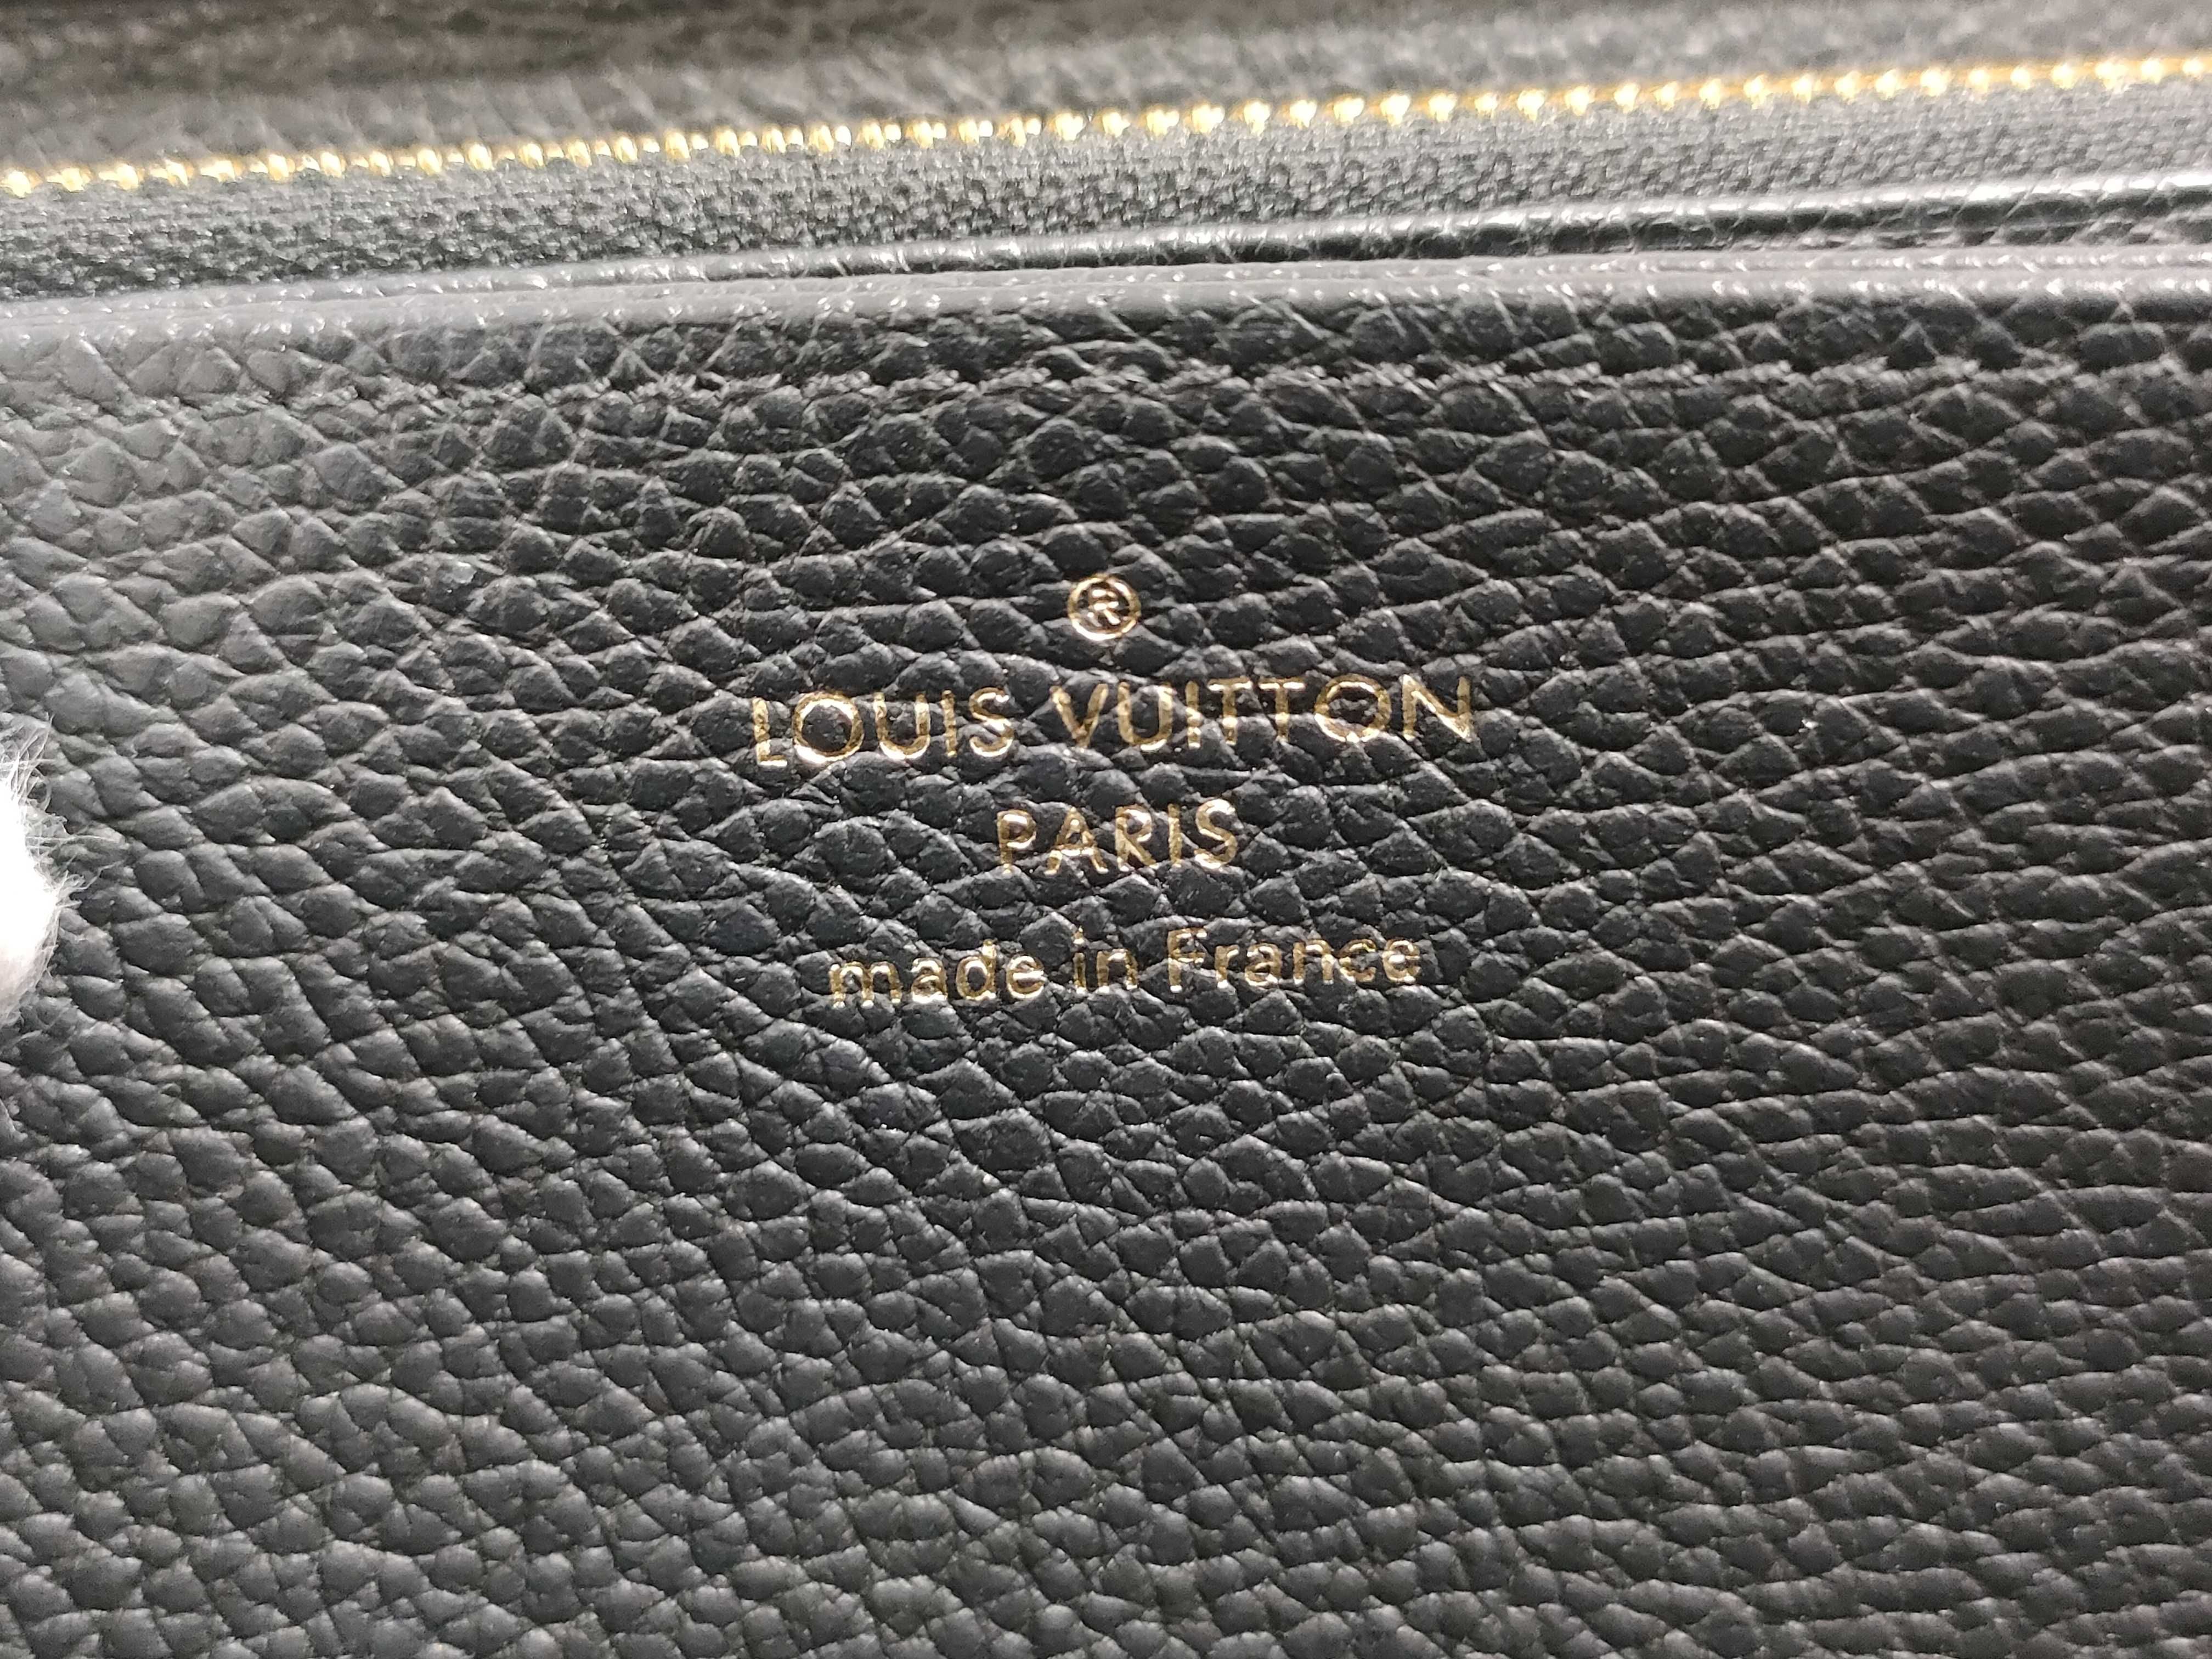 ®
LOUIS VUITTON
PARIS
made in France